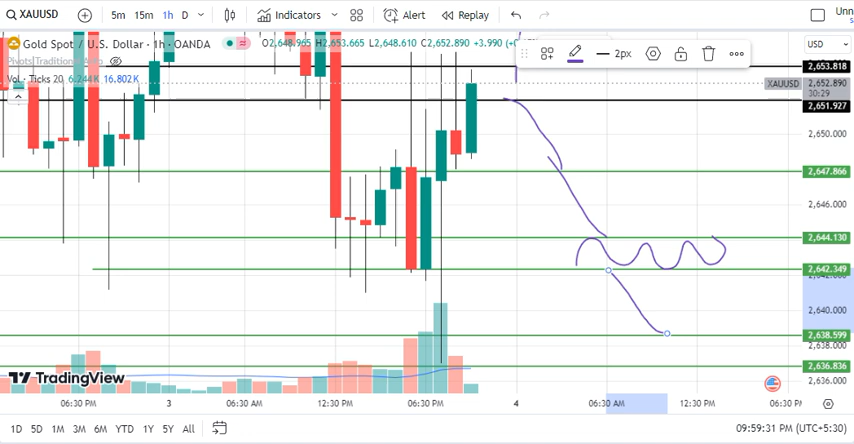 XAUUSD 5m 15m 1h D Indicators Alert Replay Unn
Gold Spot / U.S. Dollar · 1h · OANDA O2,648.965 H2,653.665 L2,648.610 C2,652.890 +3.990 (+0 USD
2px
Vol · Ticks 20 6.244K 16.802K
2,653.818
XAUUSD 2,652.890
30:29
2,651.927
2,650.000
2,647.866
2,646.000
2,644.130
2,642.349
2,640.000
2,638.599
2,638.000
2,636.836
2,636.000
TradingView
06:30 PM 3 06:30 AM 12:30 PM 06:30 PM 4 06:30 AM 12:30 PM 06:30 P
1D 5D 1M 3M 6M YTD 1Y 5Y All 09:59:31 PM (UTC+5:30)